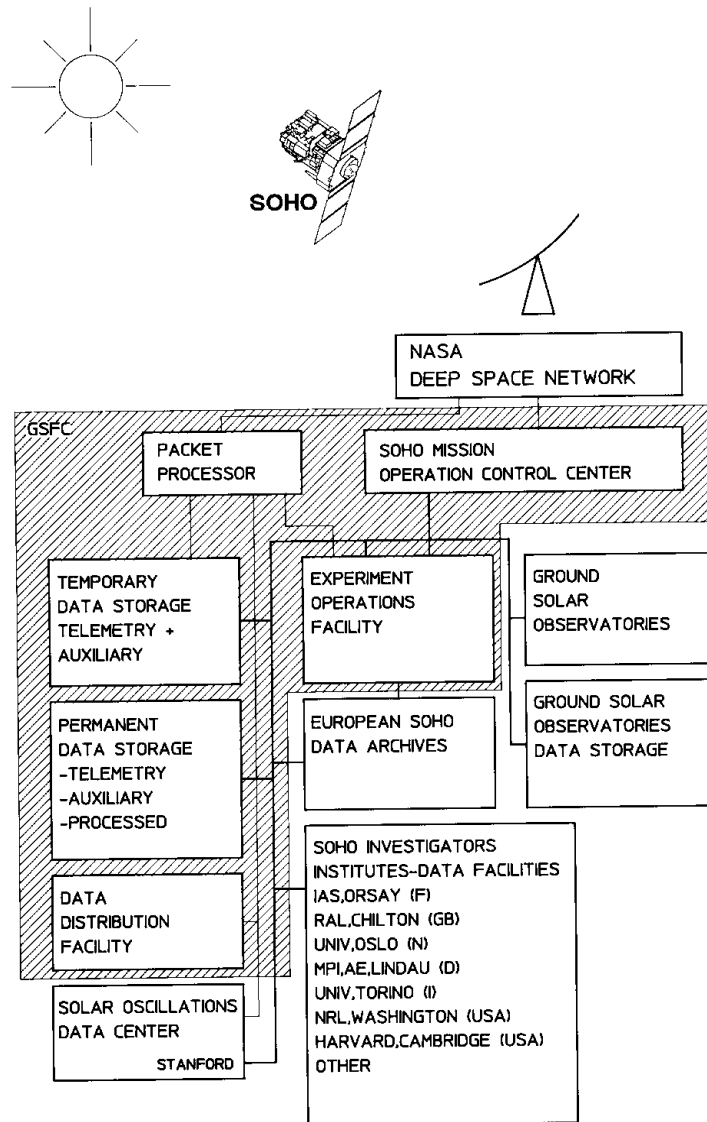 SOHO
NASA
DEEP SPACE NETWORK
GSFC
PACKET
PROCESSOR
SOHO MISSION
OPERATION CONTROL CENTER
TEMPORARY
DATA STORAGE
TELEMETRY +
AUXILIARY
EXPERIMENT
OPERATIONS
FACILITY
GROUND
SOLAR
OBSERVATORIES
PERMANENT
DATA STORAGE
-TELEMETRY
-AUXILIARY
-PROCESSED
EUROPEAN SOHO
DATA ARCHIVES
GROUND SOLAR
OBSERVATORIES
DATA STORAGE
DATA
DISTRIBUTION
FACILITY
SOHO INVESTIGATORS
INSTITUTES-DATA FACILITIES
IAS,ORSAY (F)
RAL,CHILTON (GB)
UNIV,OSLO (N)
MPI,AE,LINDAU (D)
UNIV,TORINO (I)
NRL,WASHINGTON (USA)
HARVARD,CAMBRIDGE (USA)
OTHER
SOLAR OSCILLATIONS
DATA CENTER
STANFORD